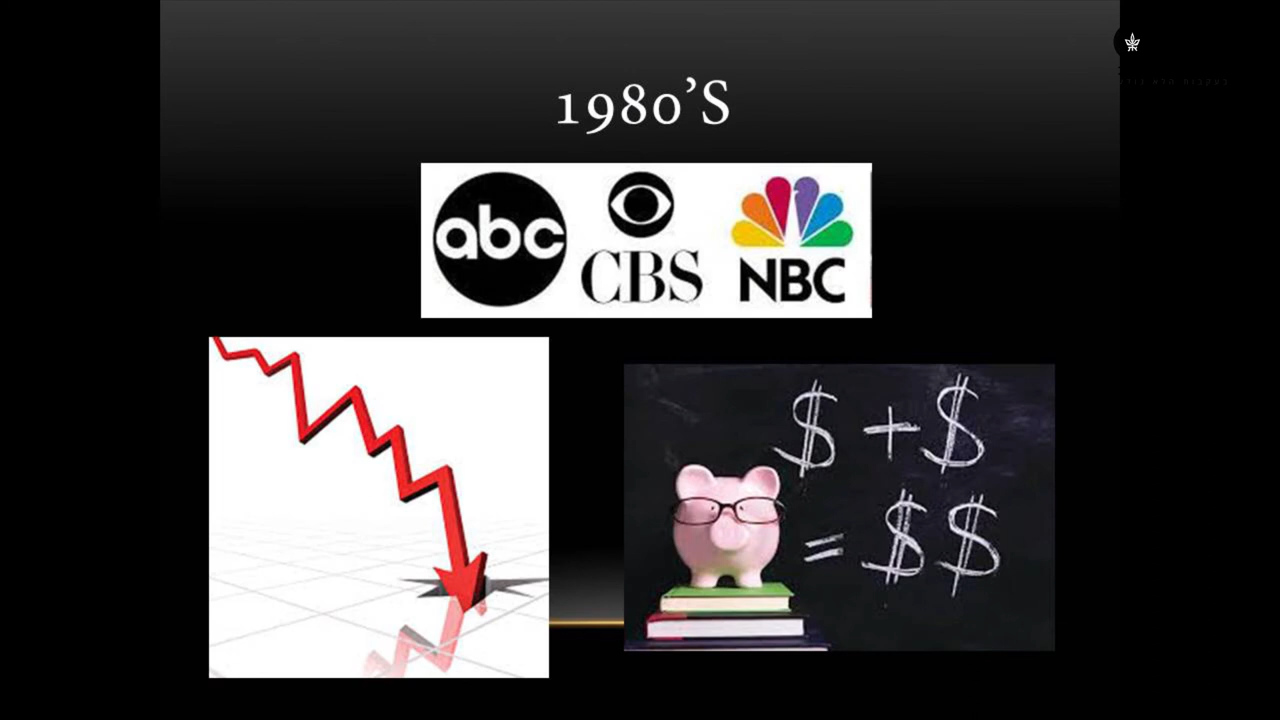 1980'S
abc CBS NBC
$ + $
= $ $